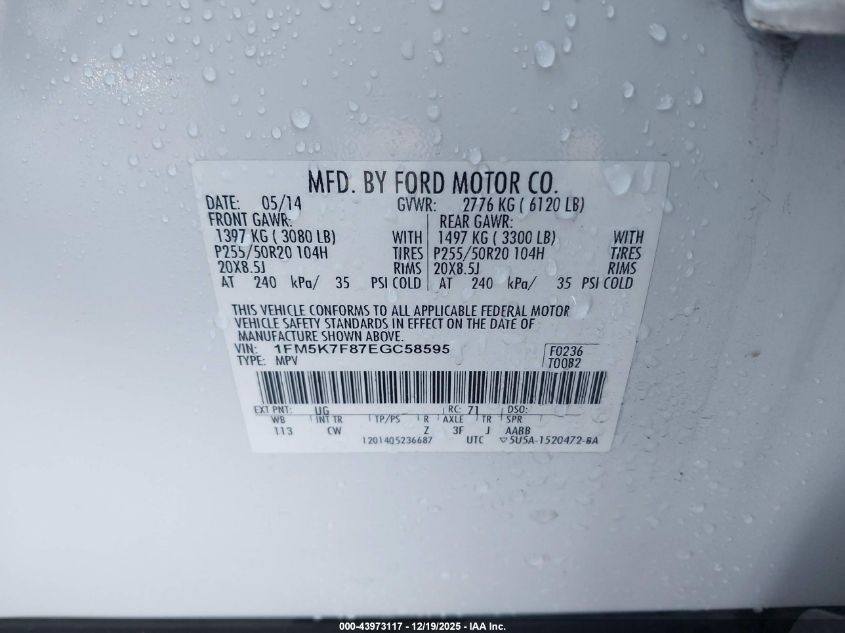 MFD. BY FORD MOTOR CO.
DATE: 05/14 GVWR: 2776 KG ( 6120 LB)
FRONT GAWR: REAR GAWR:
1397 KG ( 3080 LB) WITH 1497 KG ( 3300 LB) WITH
P255/50R20 104H TIRES P255/50R20 104H TIRES
20X8.5J RIMS 20X8.5J RIMS
AT 240 kPa/ 35 PSI COLD AT 240 kPa/ 35 PSI COLD
THIS VEHICLE CONFORMS TO ALL APPLICABLE FEDERAL MOTOR
VEHICLE SAFETY STANDARDS IN EFFECT ON THE DATE OF
MANUFACTURE SHOWN ABOVE.
VIN: 1FM5K7F87EGC58595 F0236
TYPE: MPV T0082
EXT PNT: UG RC: 71 DSO:
WB INT TR TP/PS R AXLE TR SPR
113 CW Z 3F J AABB
12014052366​87 UTC ▽5U5A-1520472-BA
000-43973117 - 12/19/2025 - IAA Inc.